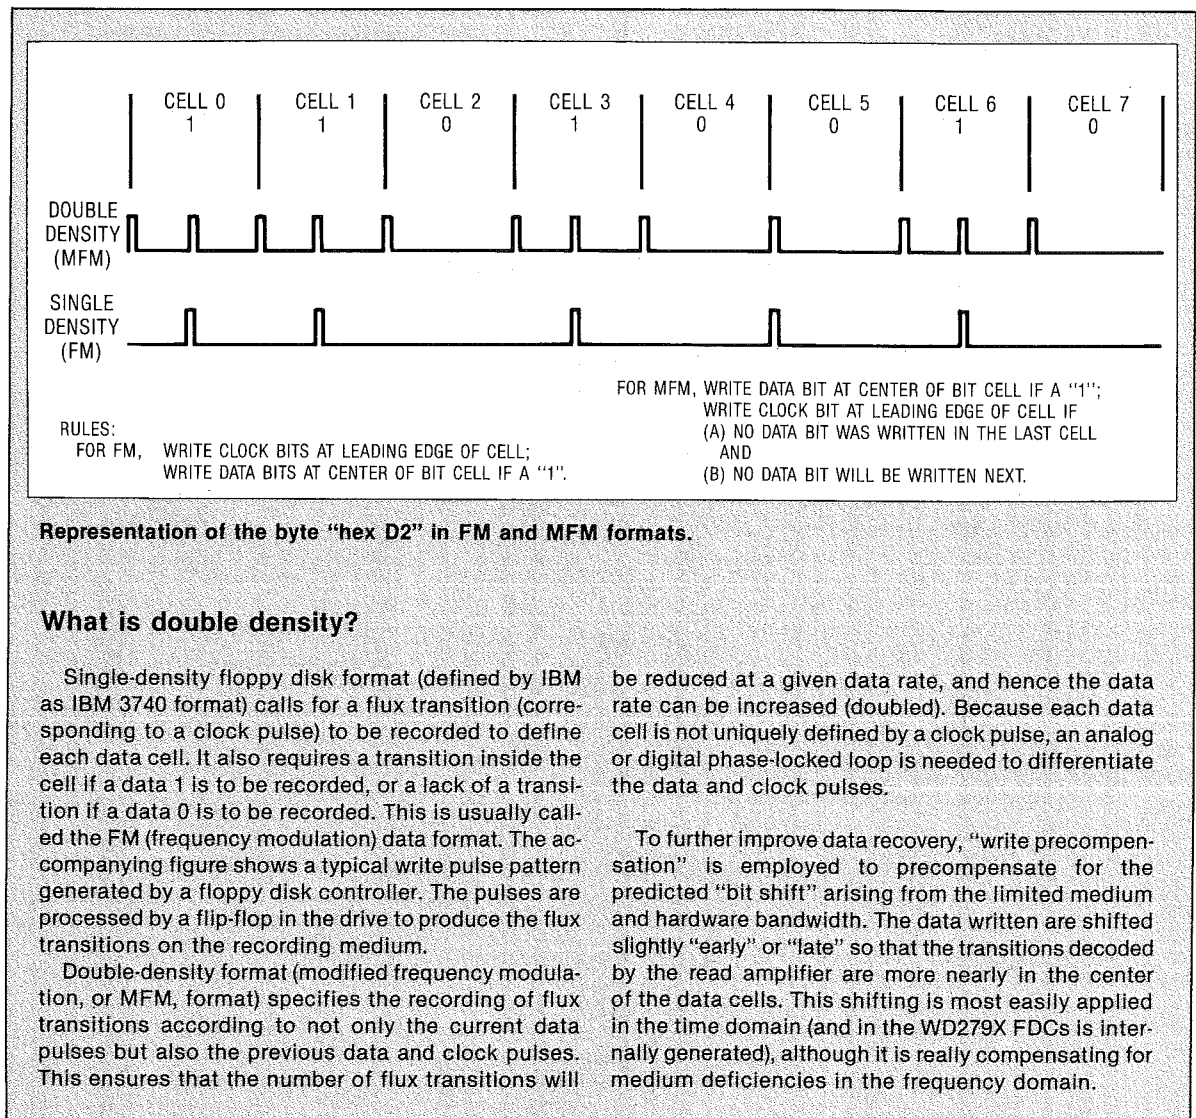 CELL 0 CELL 1 CELL 2 CELL 3 CELL 4 CELL 5 CELL 6 CELL 7
1 1 0 1 0 0 1 0
DOUBLE
DENSITY
(MFM)
SINGLE
DENSITY
(FM)
RULES:
FOR FM, WRITE CLOCK BITS AT LEADING EDGE OF CELL;
WRITE DATA BITS AT CENTER OF BIT CELL IF A "1".
FOR MFM, WRITE DATA BIT AT CENTER OF BIT CELL IF A "1";
WRITE CLOCK BIT AT LEADING EDGE OF CELL IF
(A) NO DATA BIT WAS WRITTEN IN THE LAST CELL
AND
(B) NO DATA BIT WILL BE WRITTEN NEXT.
Representation of the byte "hex D2" in FM and MFM formats.
What is double density?
Single-density floppy disk format (defined by IBM
as IBM 3740 format) calls for a flux transition (corre-
sponding to a clock pulse) to be recorded to define
each data cell. It also requires a transition inside the
cell if a data 1 is to be recorded, or a lack of a transi-
tion if a data 0 is to be recorded. This is usually call-
ed the FM (frequency modulation) data format. The ac-
companying figure shows a typical write pulse pattern
generated by a floppy disk controller. The pulses are
processed by a flip-flop in the drive to produce the flux
transitions on the recording medium.
Double-density format (modified frequency modula-
tion, or MFM, format) specifies the recording of flux
transitions according to not only the current data
pulses but also the previous data and clock pulses.
This ensures that the number of flux transitions will
be reduced at a given data rate, and hence the data
rate can be increased (doubled). Because each data
cell is not uniquely defined by a clock pulse, an analog
or digital phase-locked loop is needed to differentiate
the data and clock pulses.
To further improve data recovery, "write precompen-
sation" is employed to precompensate for the
predicted "bit shift" arising from the limited medium
and hardware bandwidth. The data written are shifted
slightly "early" or "late" so that the transitions decoded
by the read amplifier are more nearly in the center
of the data cells. This shifting is most easily applied
in the time domain (and in the WD279X FDCs is inter-
nally generated), although it is really compensating for
medium deficiencies in the frequency domain.